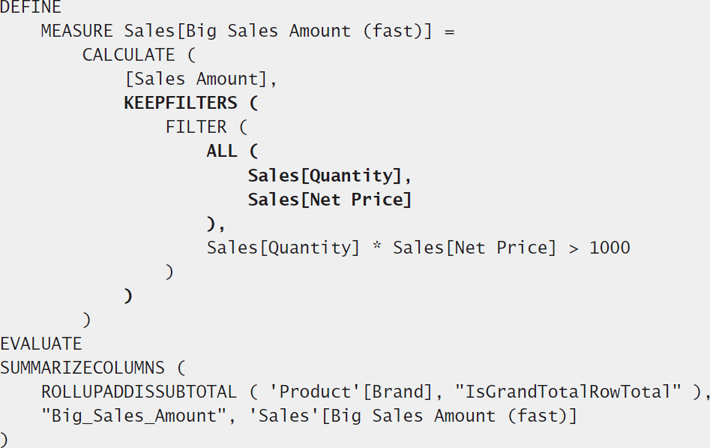 DEFINE
    MEASURE Sales[Big Sales Amount (fast)] =
        CALCULATE (
            [Sales Amount],
            KEEPFILTERS (
                FILTER (
                    ALL (
                        Sales[Quantity],
                        Sales[Net Price]
                    ),
                    Sales[Quantity] * Sales[Net Price] > 1000
                )
            )
        )
EVALUATE
SUMMARIZECOLUMNS (
    ROLLUPADDISSUBTOTAL ( 'Product'[Brand], "IsGrandTotalRowTotal" ),
    "Big_Sales_Amount", 'Sales'[Big Sales Amount (fast)]
)